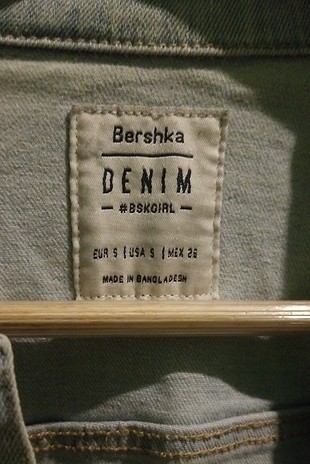 Bershka
DENIM
#BSKGIRL
EUR S | USA S | MEX 26
MADE IN BANGLADESH